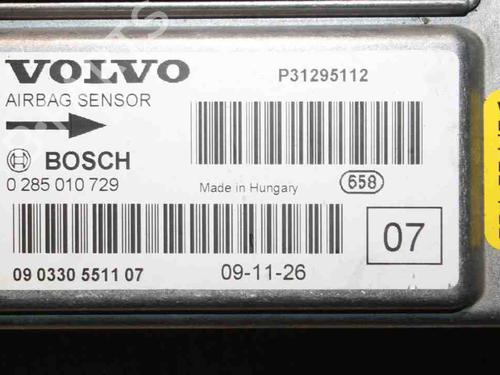 VOLVO
P31295112
AIRBAG SENSOR
BOSCH
0 285 010 729
Made in Hungary
658
07
09 0330 5511 07
09-11-26